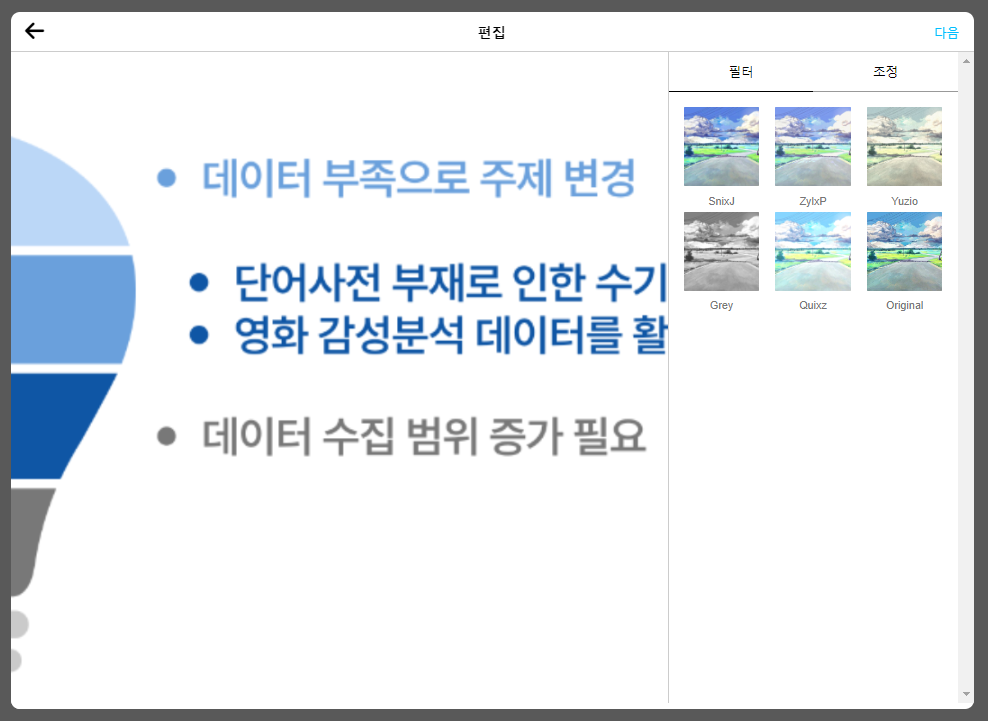 편집
다음
필터
조정
데이터 부족으로 주제 변경
단어사전 부재로 인한 수기
영화 감성분석 데이터를 활
데이터 수집 범위 증가 필요
SnixJ
ZylxP
Yuzio
Grey
Quixz
Original